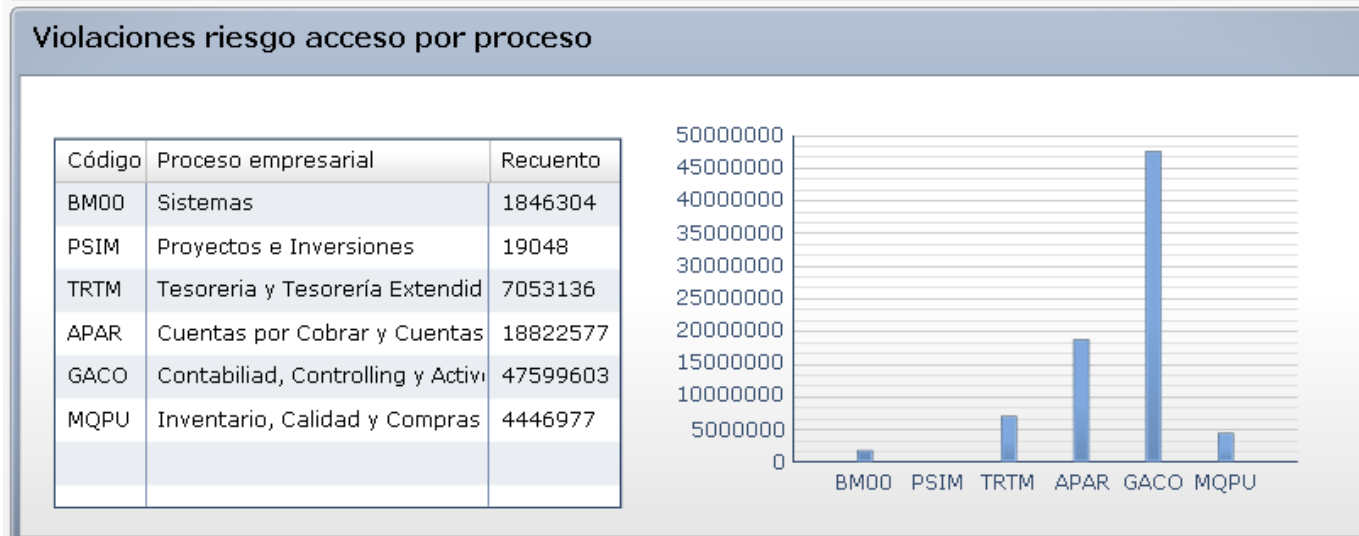 Violaciones riesgo acceso por proceso
Código Proceso empresarial Recuento
BM00 Sistemas 1846304
PSIM Proyectos e Inversiones 19048
TRTM Tesoreria y Tesorería Extendid 7053136
APAR Cuentas por Cobrar y Cuentas 18822577
GACO Contabiliad, Controlling y Activ 47599603
MQPU Inventario, Calidad y Compras 4446977
50000000
45000000
40000000
35000000
30000000
25000000
20000000
15000000
10000000
5000000
0
BM00 PSIM TRTM APAR GACO MQPU